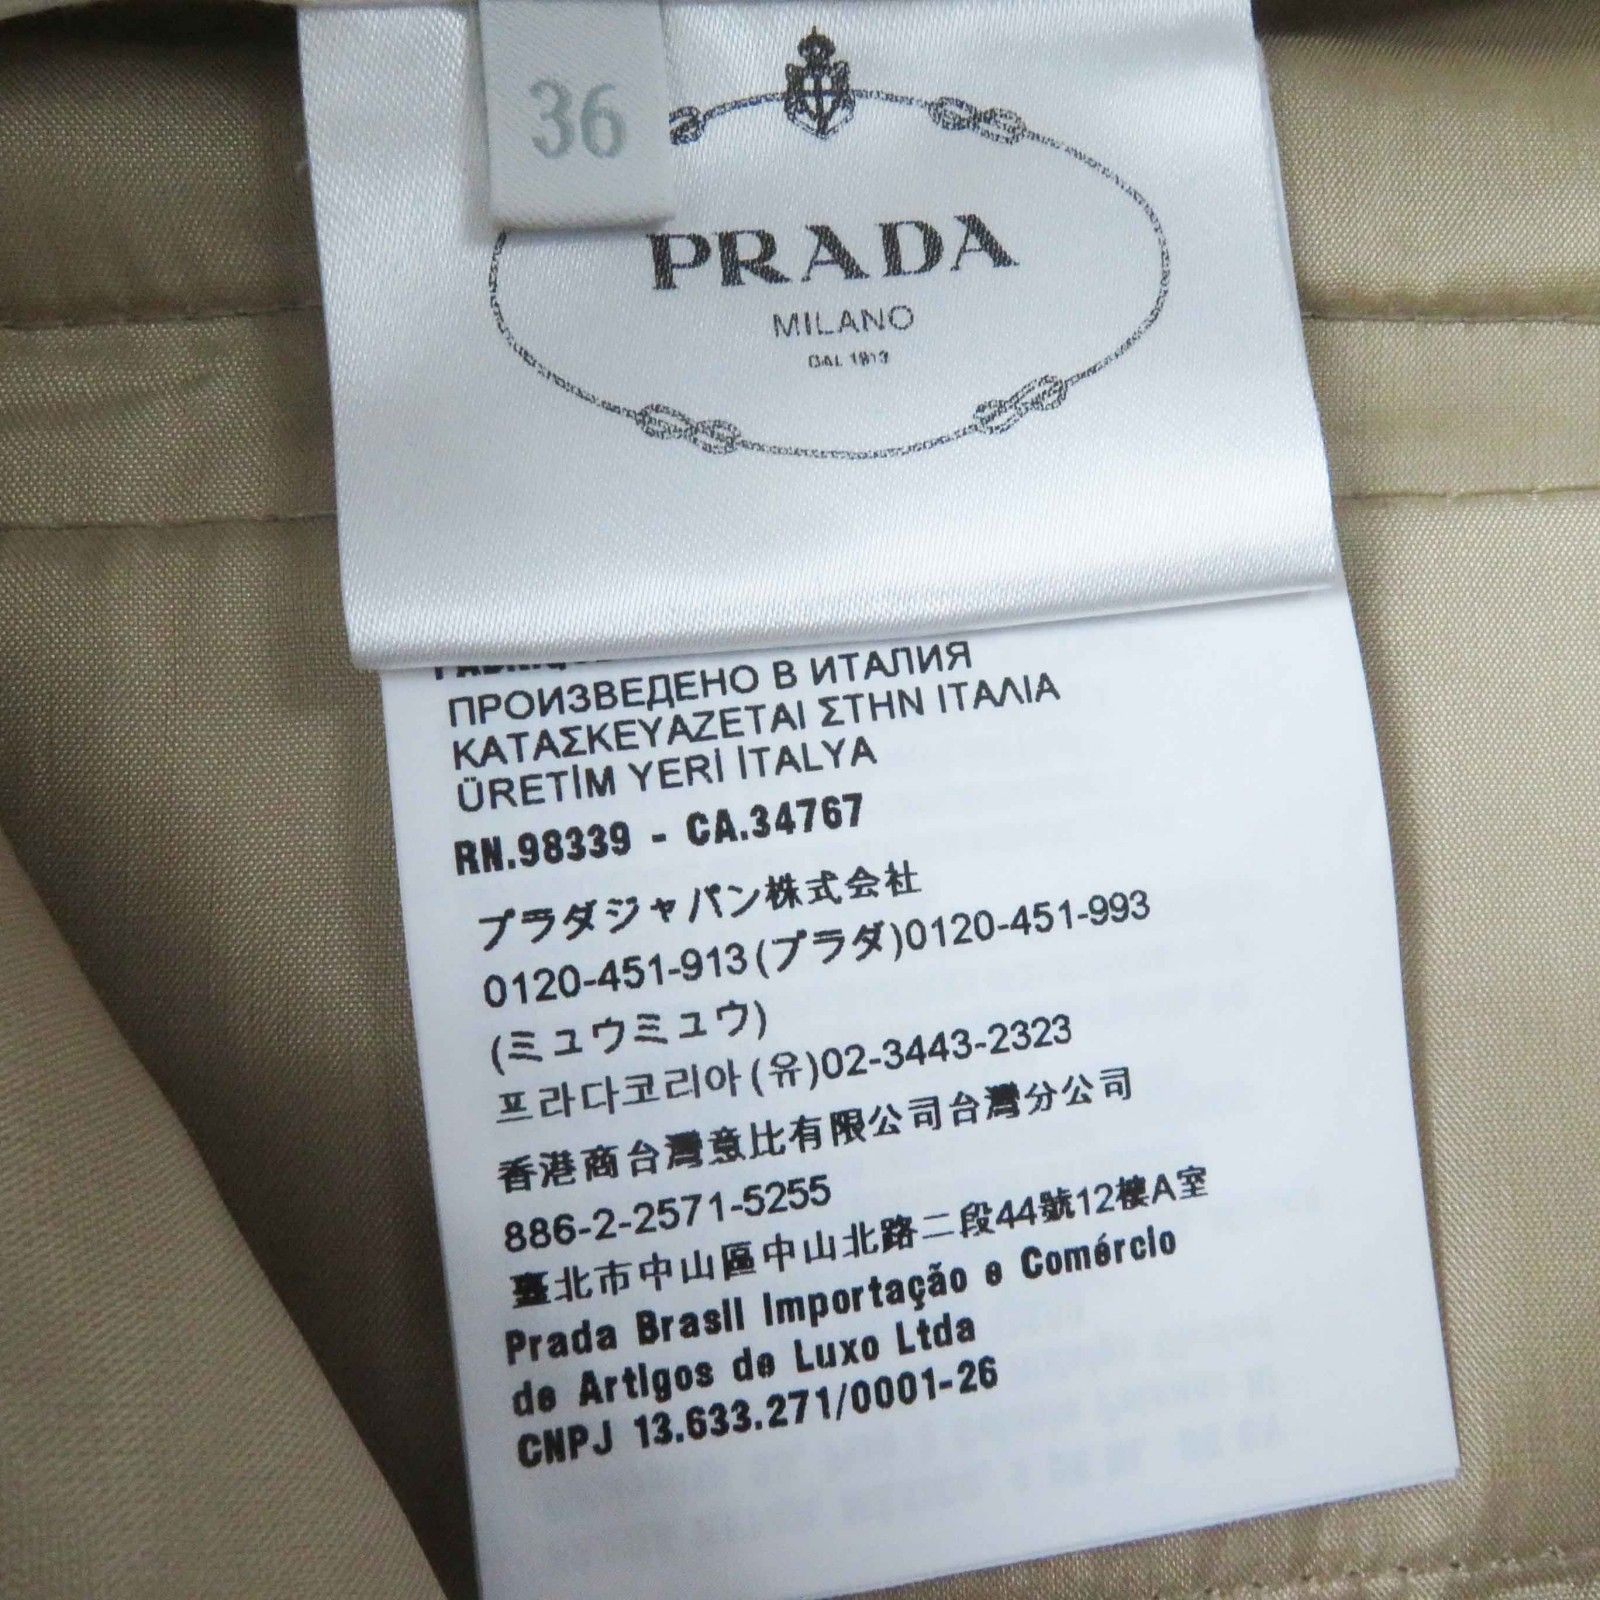 36
PRADA
MILANO
DAL 1913
ПРОИЗВЕДЕНО В ИТАЛИЯ
ΚΑΤΑΣΚΕΥΑΖΕΤΑΙ ΣΤΗΝ ΙΤΑΛΙΑ
ÜRETİM YERİ İTALYA
RN.98339 - CA.34767
プラダジャパン株式会社
0120-451-913(プラダ)0120-451-993
(ミュウミュウ)
프라다코리아(유)02-3443-2323
香港商台灣意比有限公司台灣分公司
886-2-2571-5255
臺北市中山區中山北路二段44號12樓A室
Prada Brasil Importação e Comércio
de Artigos de Luxo Ltda
CNPJ 13.633.271/0001-26